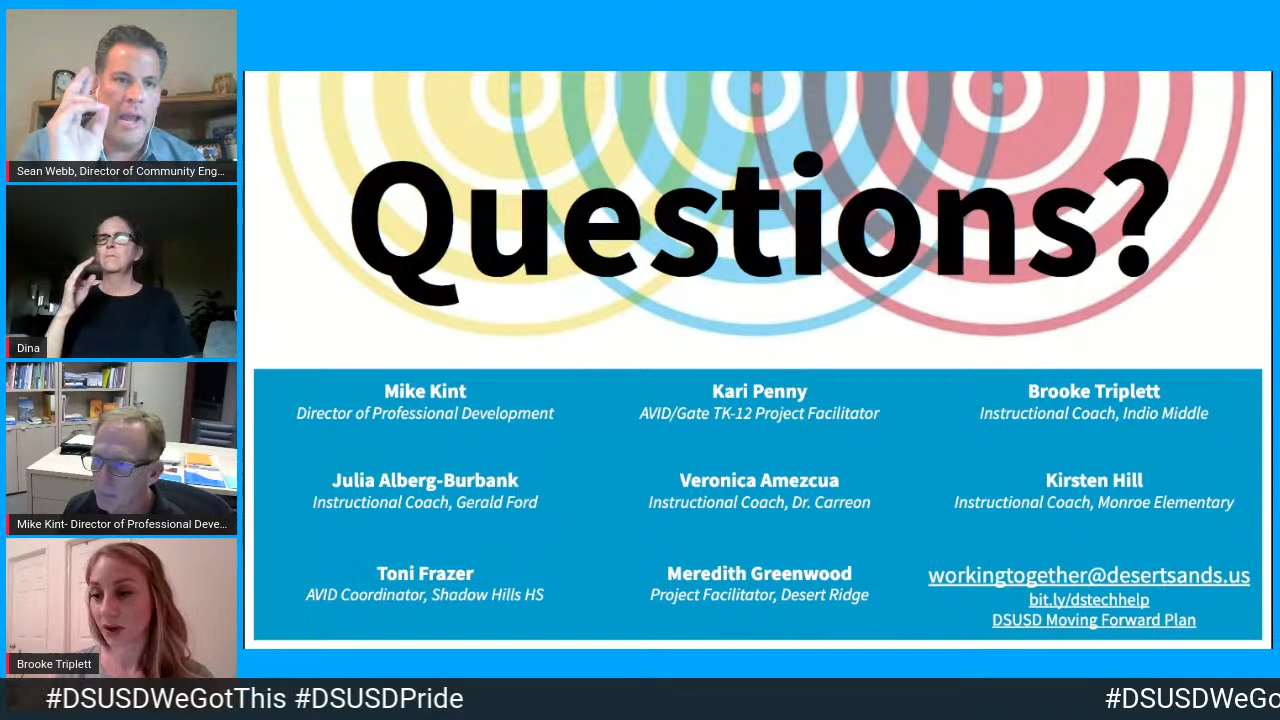 Sean Webb, Director of Community Eng...
Dina
Mike Kint- Director of Professional Deve...
Brooke Triplett
Questions?
Mike Kint
Director of Professional Development
Kari Penny
AVID/Gate TK-12 Project Facilitator
Brooke Triplett
Instructional Coach, Indio Middle
Julia Alberg-Burbank
Instructional Coach, Gerald Ford
Veronica Amezcua
Instructional Coach, Dr. Carreon
Kirsten Hill
Instructional Coach, Monroe Elementary
Toni Frazer
AVID Coordinator, Shadow Hills HS
Meredith Greenwood
Project Facilitator, Desert Ridge
workingtogether@desertsands.us
bit.ly/dstechhelp
DSUSD Moving Forward Plan
#DSUSDWeGotThis #DSUSDPride
#DSUSDWeGo